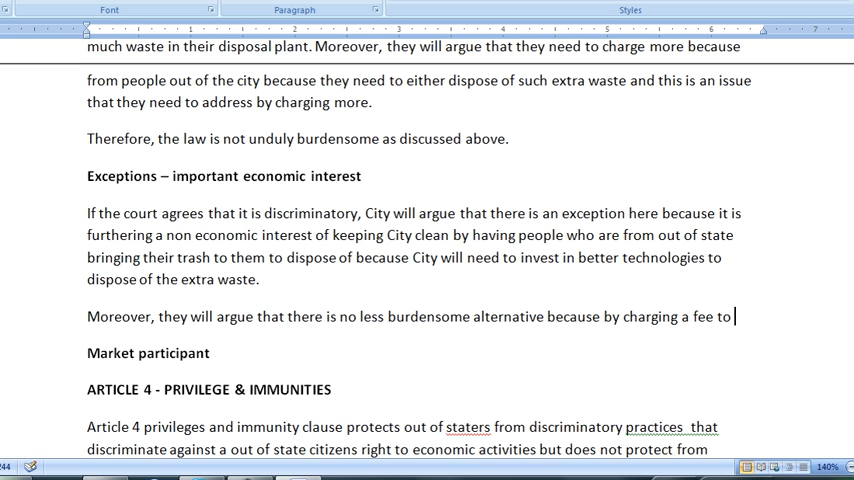 Font Paragraph Styles
1 2 3 4 5 6 7
much waste in their disposal plant. Moreover, they will argue that they need to charge more because
from people out of the city because they need to either dispose of such extra waste and this is an issue
that they need to address by charging more.
Therefore, the law is not unduly burdensome as discussed above.
Exceptions – important economic interest
If the court agrees that it is discriminatory, City will argue that there is an exception here because it is
furthering a non economic interest of keeping City clean by having people who are from out of state
bringing their trash to them to dispose of because City will need to invest in better technologies to
dispose of the extra waste.
Moreover, they will argue that there is no less burdensome alternative because by charging a fee to
Market participant
ARTICLE 4 - PRIVILEGE & IMMUNITIES
Article 4 privileges and immunity clause protects out of staters from discriminatory practices that
discriminate against a out of state citizens right to economic activities but does not protect from
244 140%